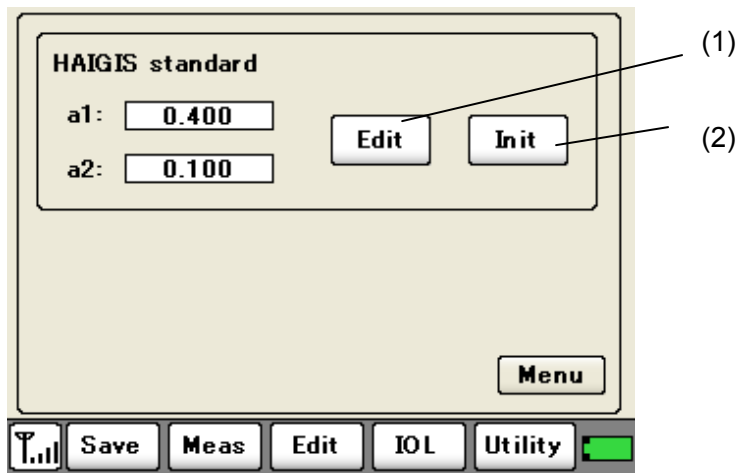 HAIGIS standard
a1: 0.400
a2: 0.100
Edit
Init
(1)
(2)
Menu
Save Meas Edit IOL Utility